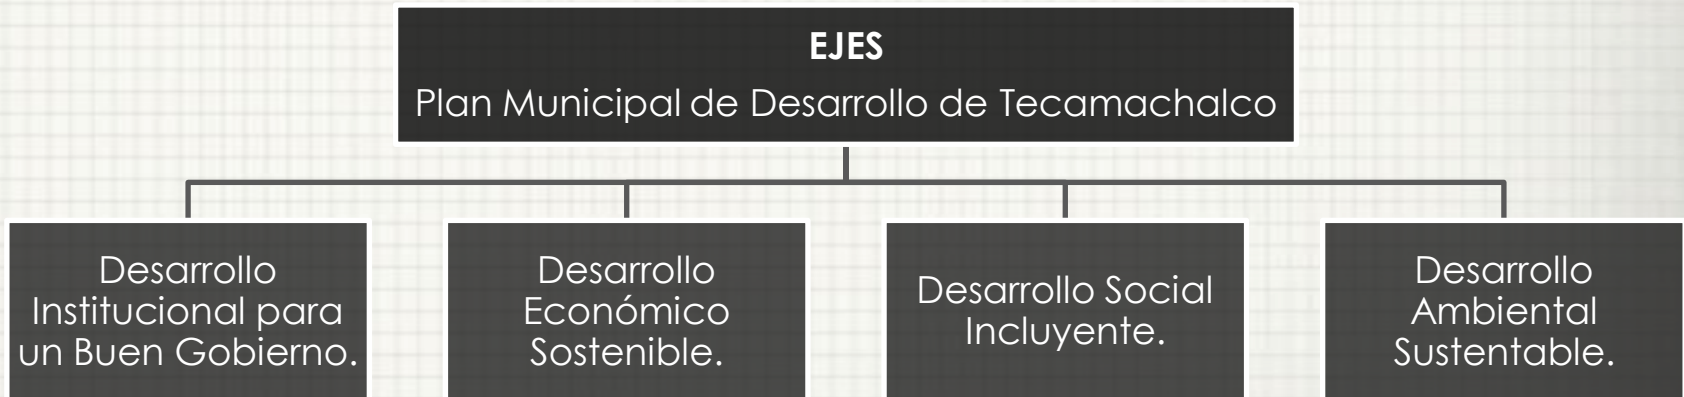 EJES
Plan Municipal de Desarrollo de Tecamachalco
Desarrollo
Institucional para
un Buen Gobierno.
Desarrollo
Económico
Sostenible.
Desarrollo Social
Incluyente.
Desarrollo
Ambiental
Sustentable.